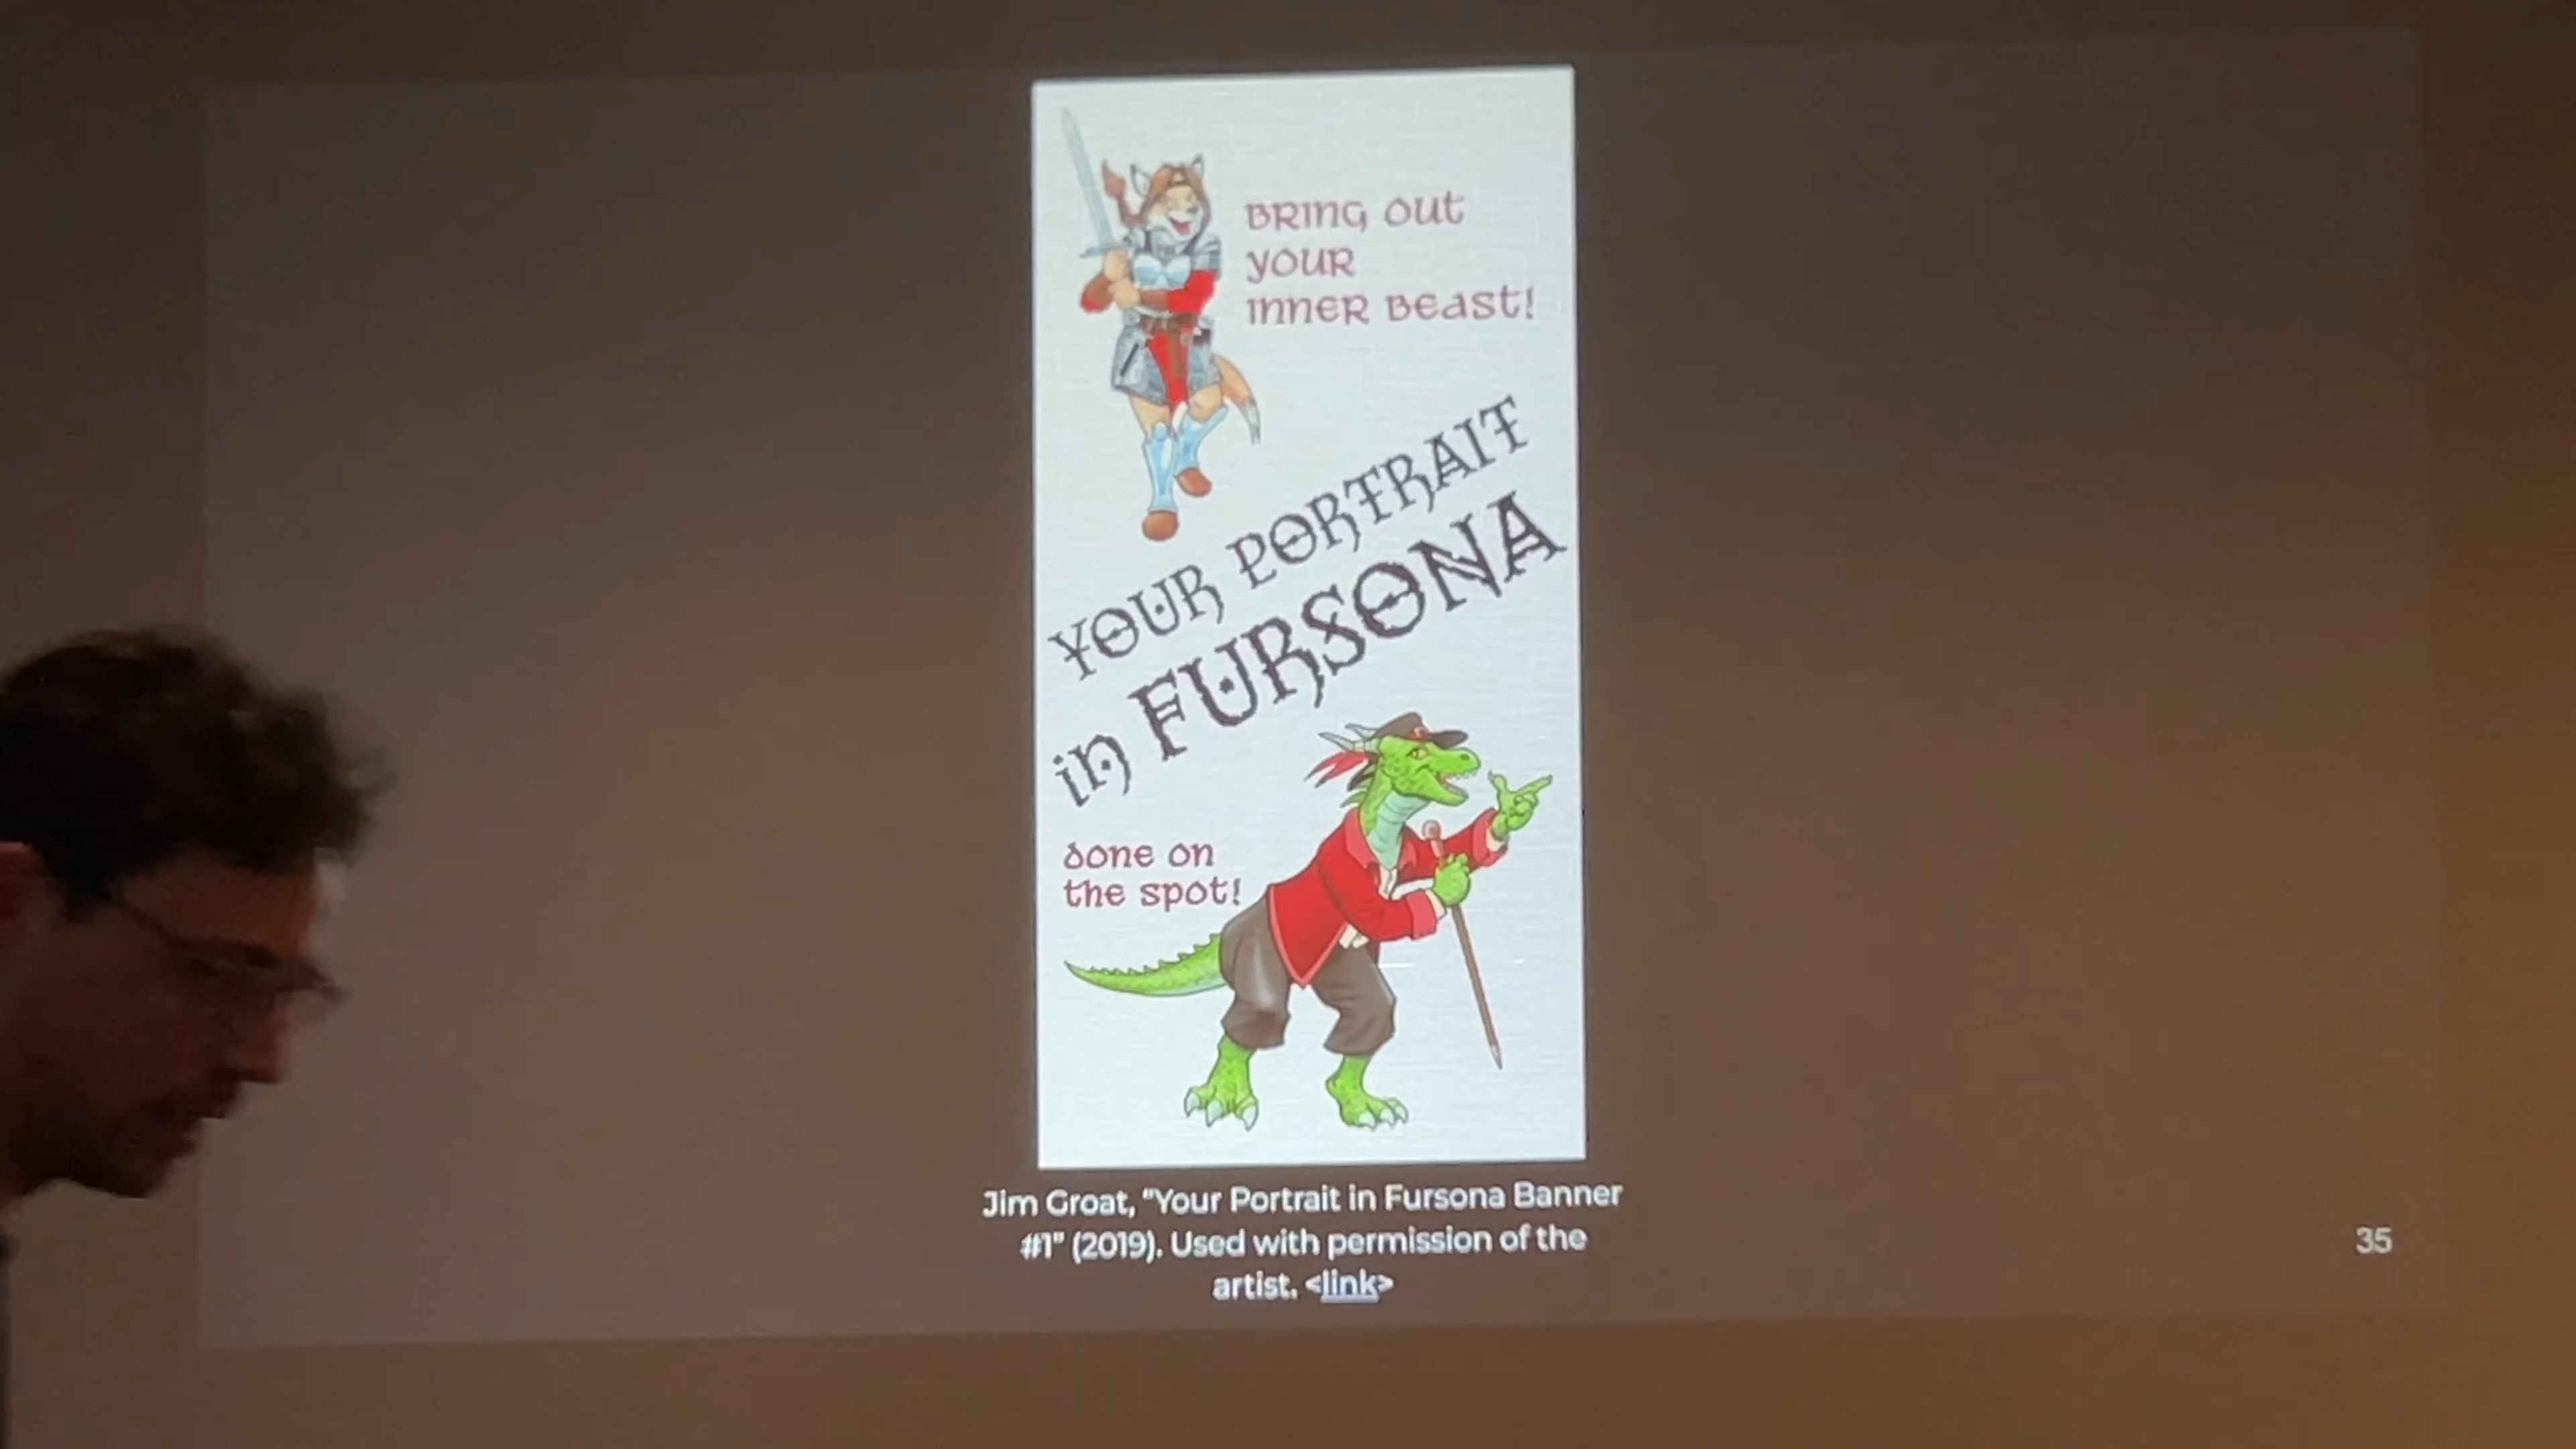 BRING OUT
YOUR
INNER BEAST!
YOUR PORTRAIT
in FURSONA
done on
the spot!
Jim Groat, "Your Portrait in Fursona Banner
#1" (2019). Used with permission of the
artist. <link>
35